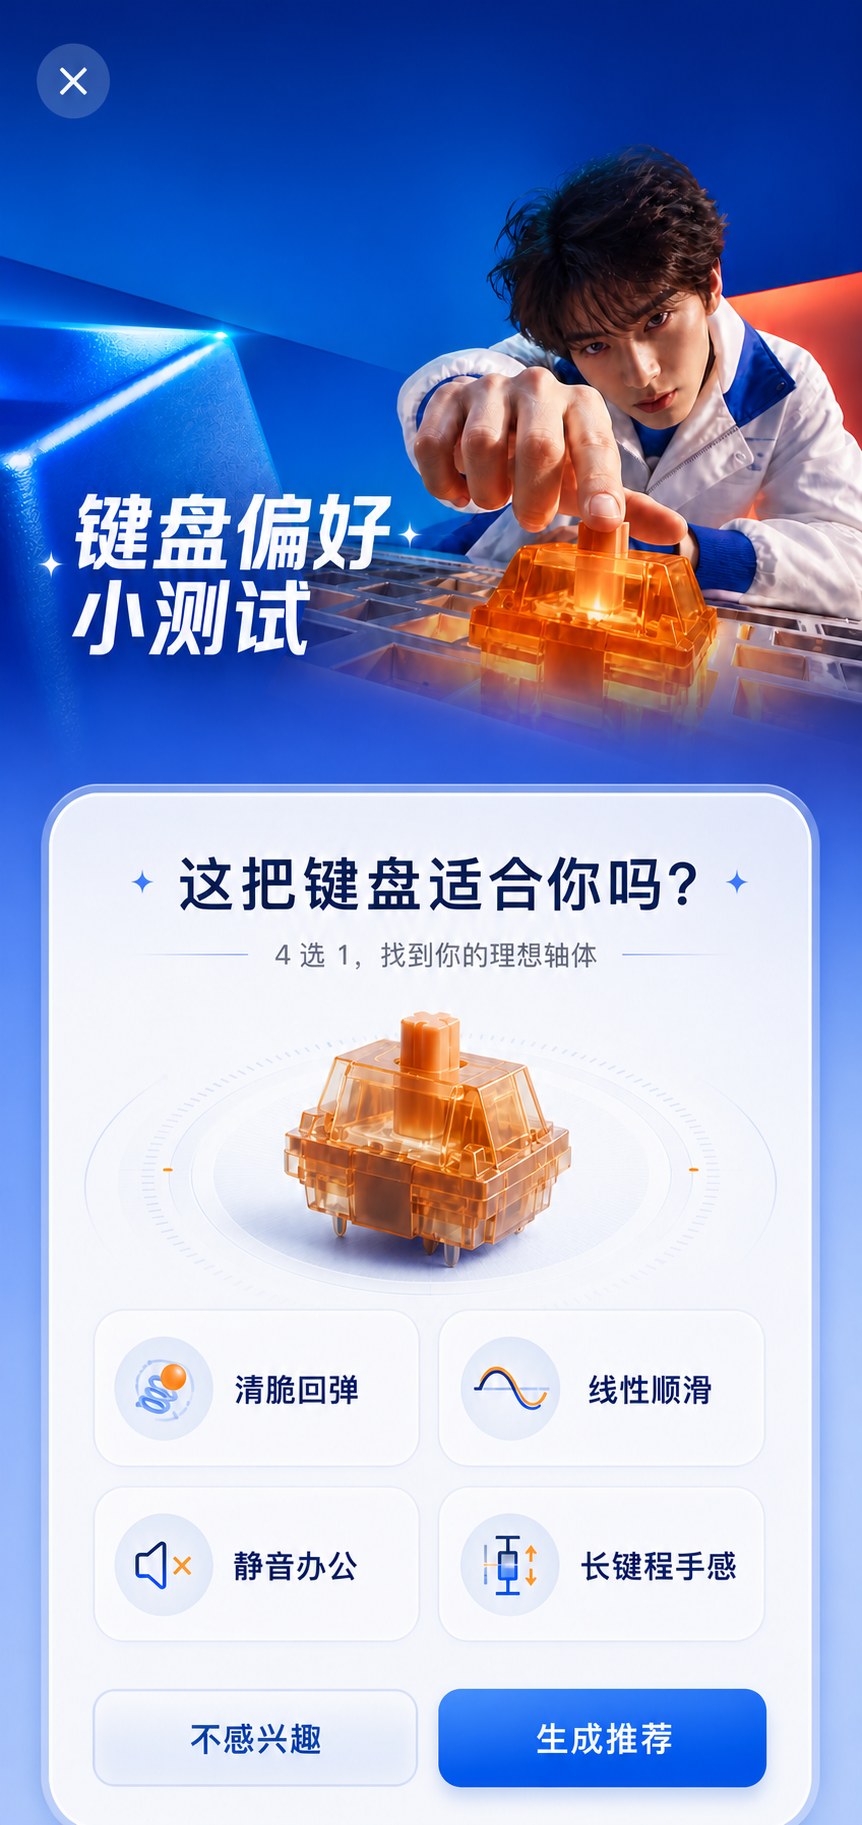 键盘偏好
小测试
这把键盘适合你吗?
4 选 1，找到你的理想轴体
清脆回弹
线性顺滑
静音办公
长键程手感
不感兴趣
生成推荐